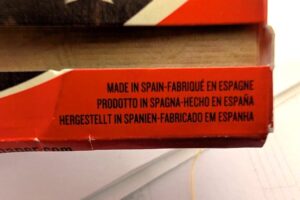 MADE IN SPAIN-FABRIQUÉ EN ESPAGNE
PRODOTTO IN SPAGNA-HECHO EN ESPAÑA
HERGESTELLT IN SPANIEN-FABRICADO EM ESPANHA